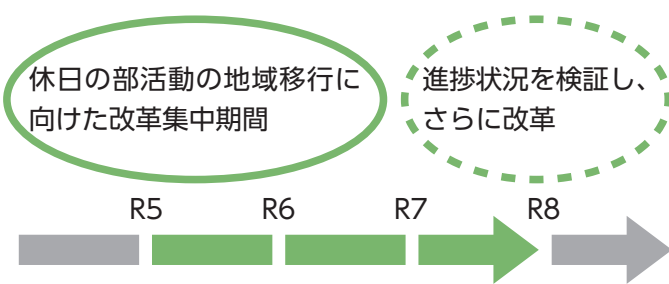 休日の部活動の地域移行に
向けた改革集中期間
進捗状況を検証し、
さらに改革
R5 R6 R7 R8